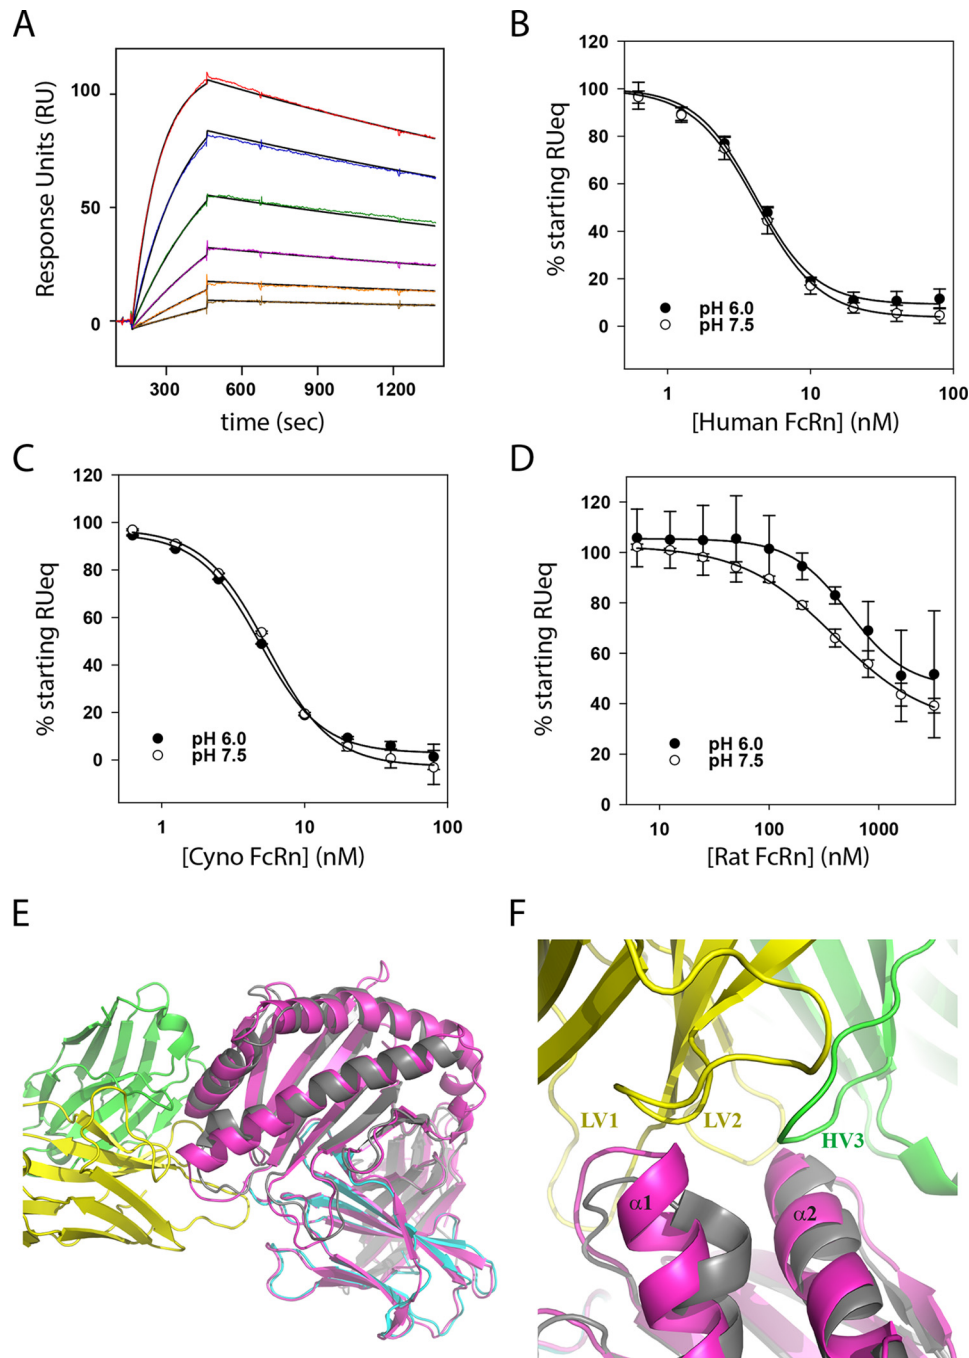 A
Response Units (RU)
100
50
0
300
600
900
1200
time (sec)
B
% starting RUeq
120
100
80
60
40
20
0
pH 6.0
pH 7.5
1
10
100
[Human FcRn] (nM)
C
% starting RUeq
120
100
80
60
40
20
0
pH 6.0
pH 7.5
1
10
100
[Cyno FcRn] (nM)
D
% starting RUeq
120
100
80
60
40
20
0
pH 6.0
pH 7.5
10
100
1000
[Rat FcRn] (nM)
E
F
LV1
LV2
HV3
α1
α2